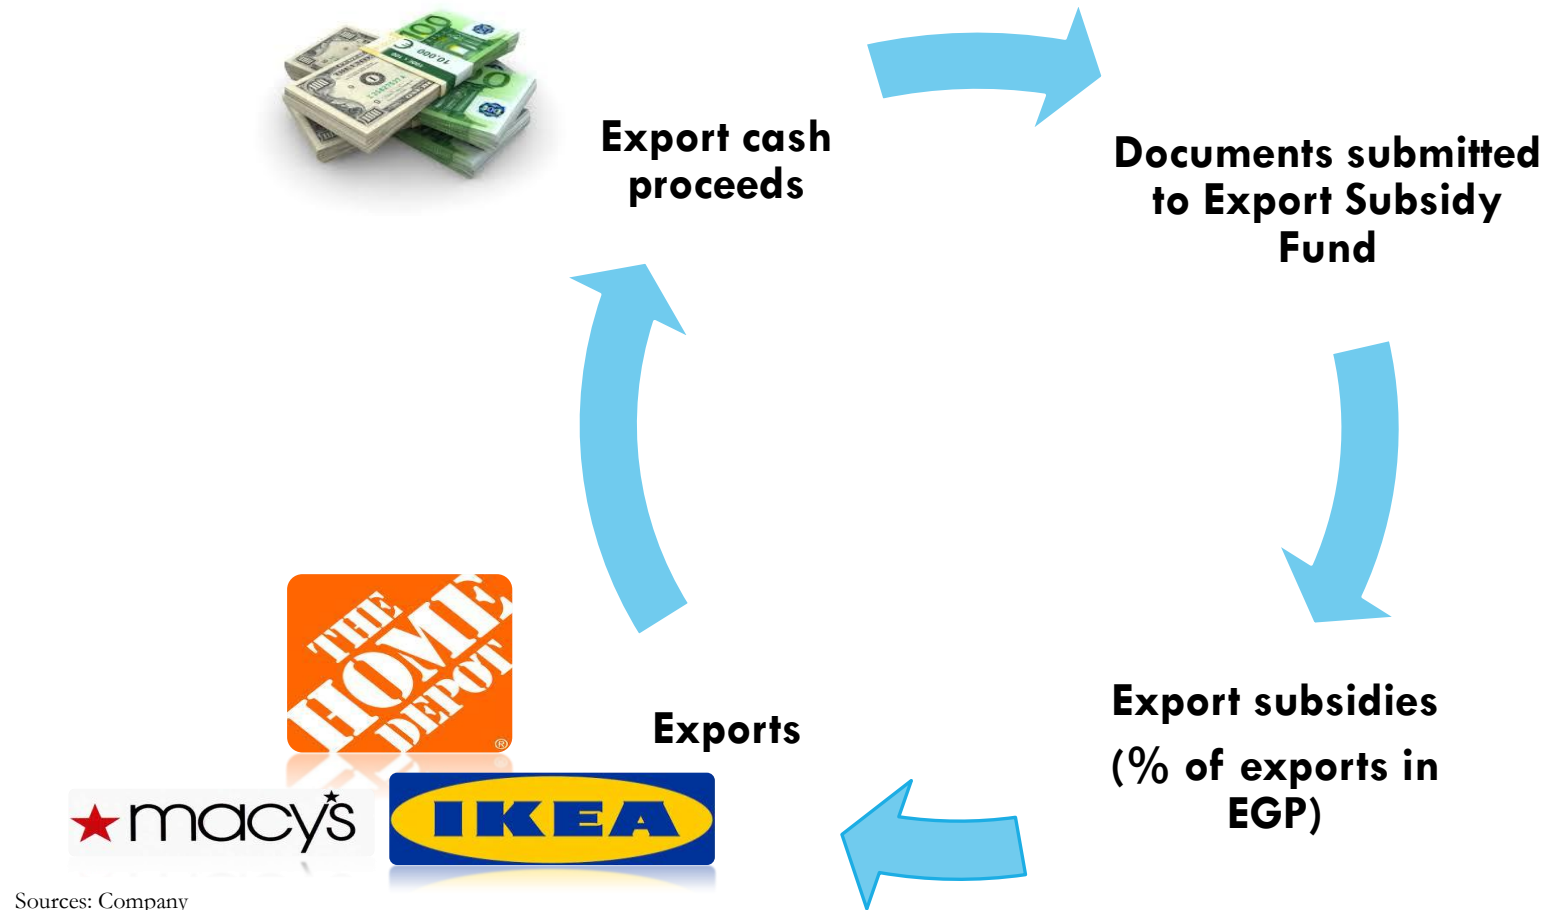 Export cash
proceeds
Documents submitted
to Export Subsidy
Fund
Export subsidies
(% of exports in
EGP)
Exports
THE
HOME
DEPOT
®
macy's
IKEA
Sources: Company